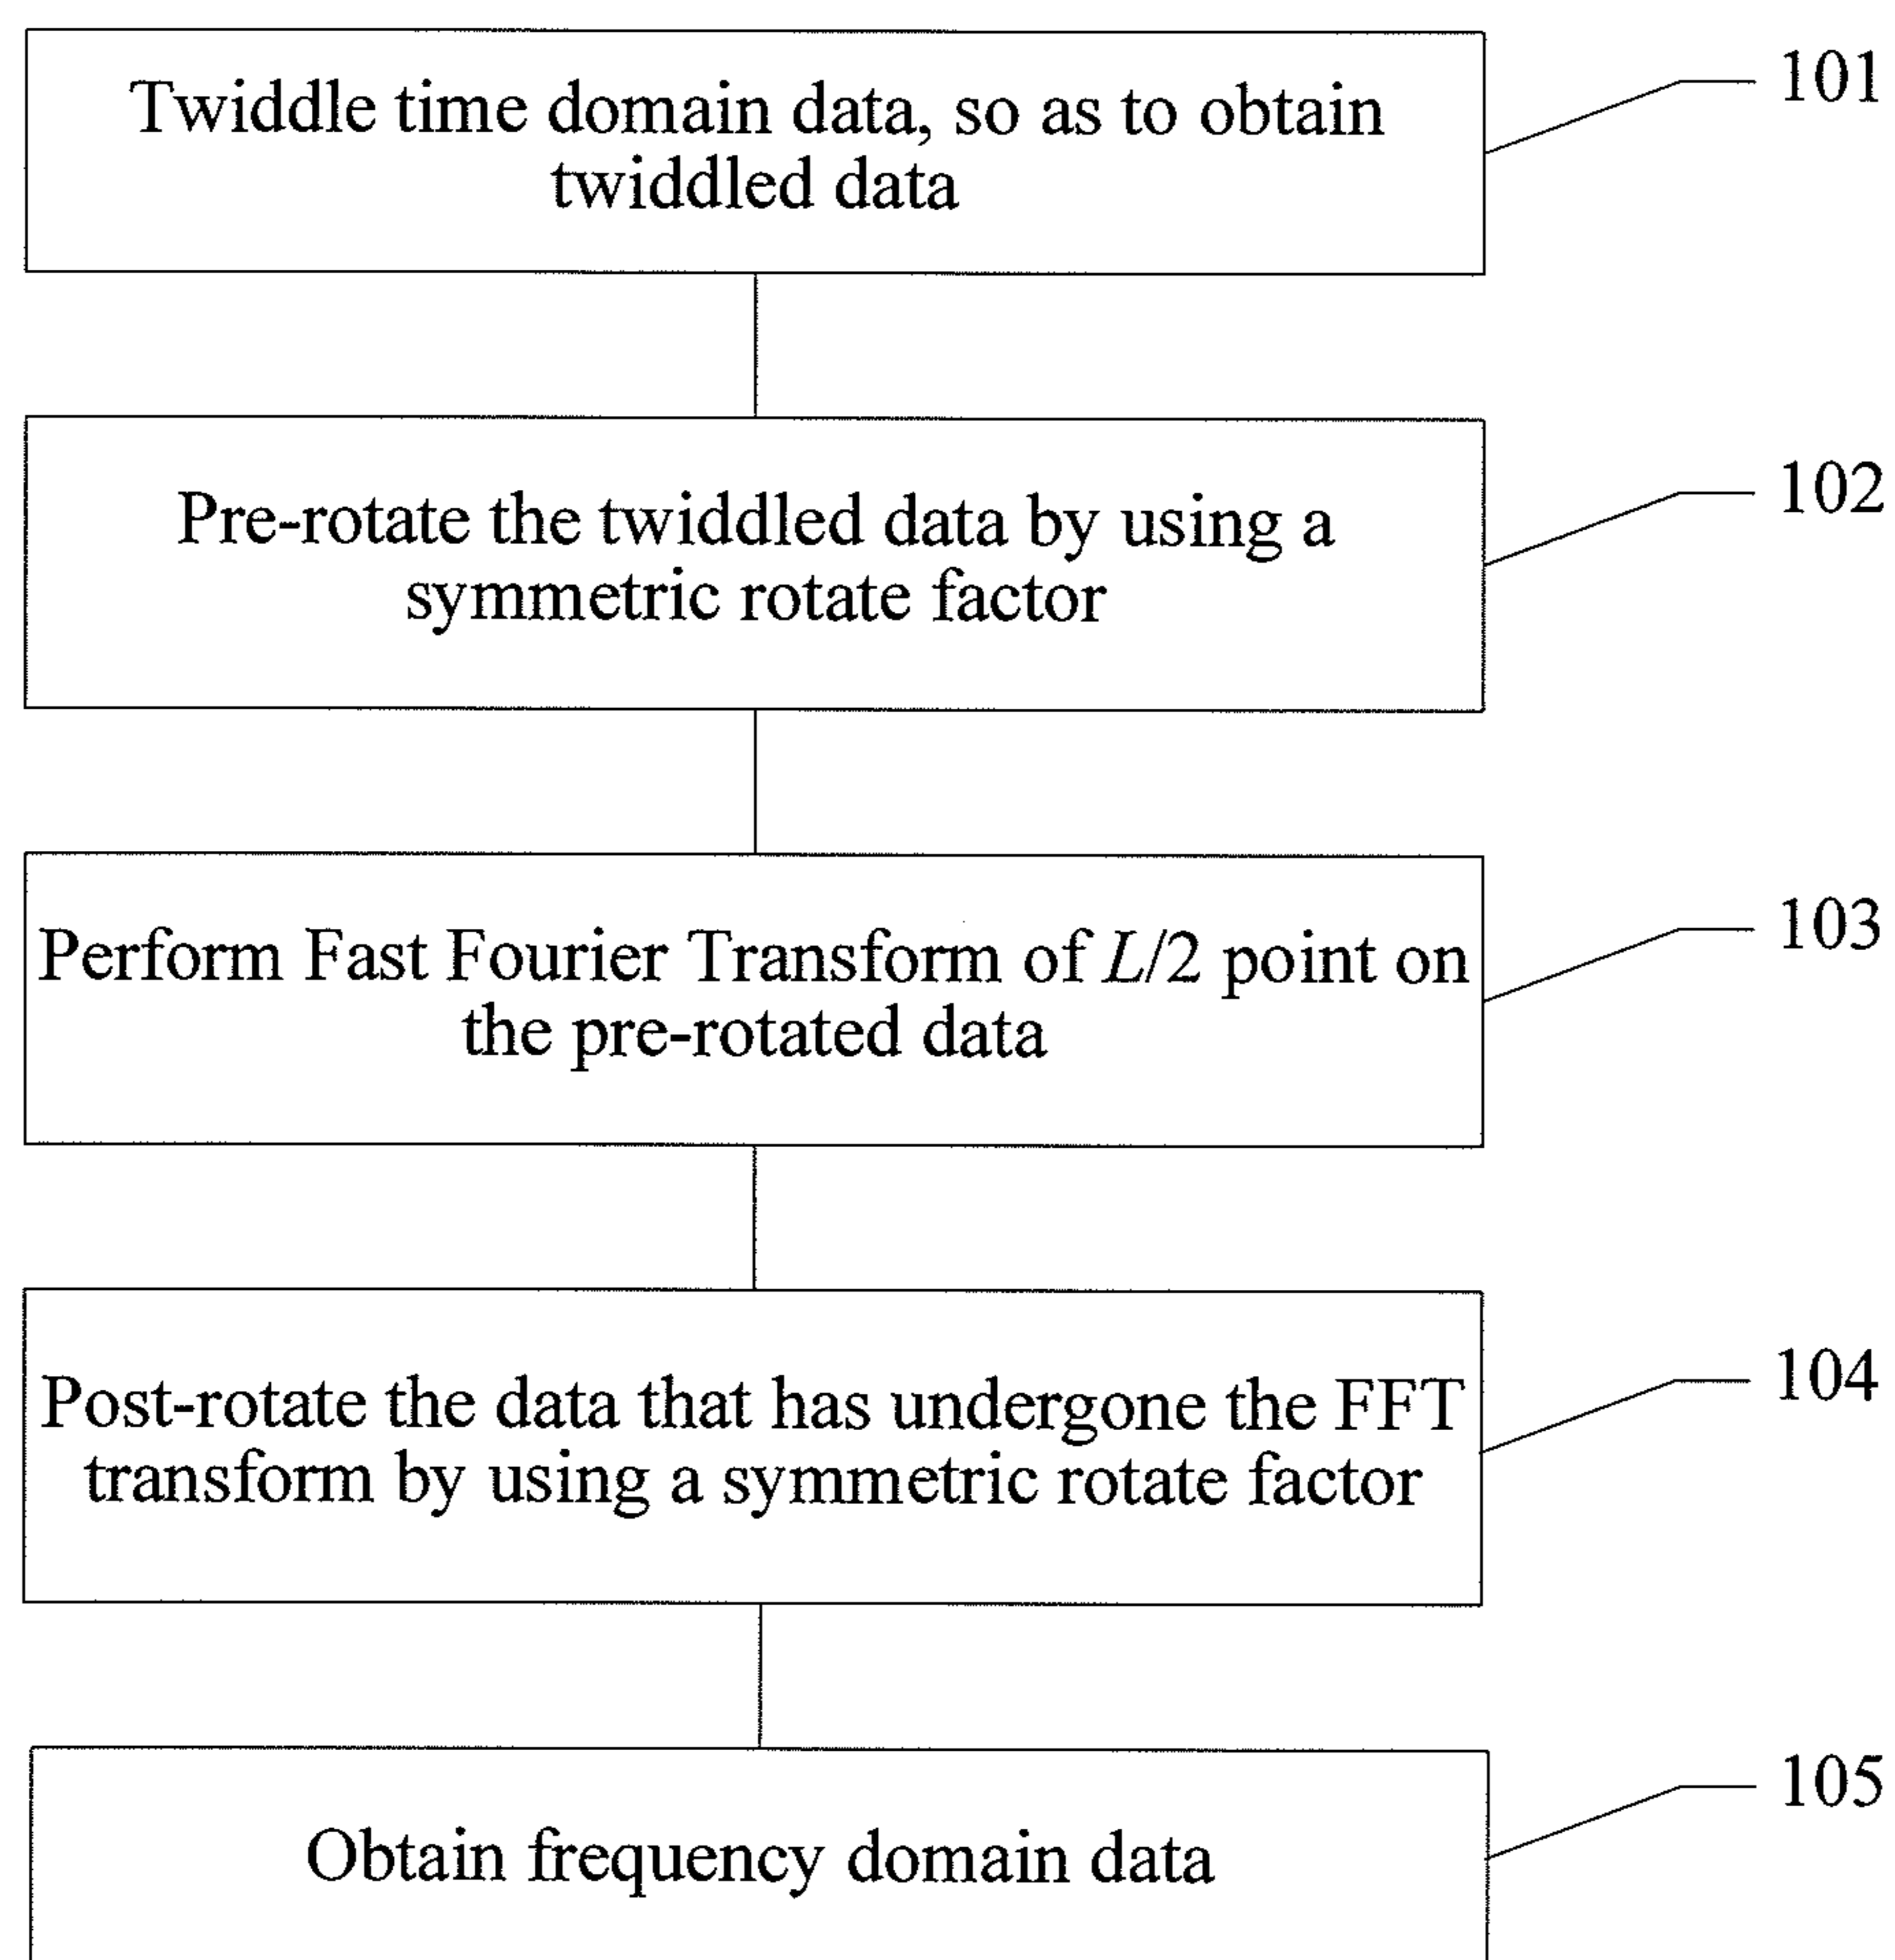 Twiddle time domain data, so as to obtain
twiddled data
101
Pre-rotate the twiddled data by using a
symmetric rotate factor
102
Perform Fast Fourier Transform of L/2 point on
the pre-rotated data
103
Post-rotate the data that has undergone the FFT
transform by using a symmetric rotate factor
104
Obtain frequency domain data
105